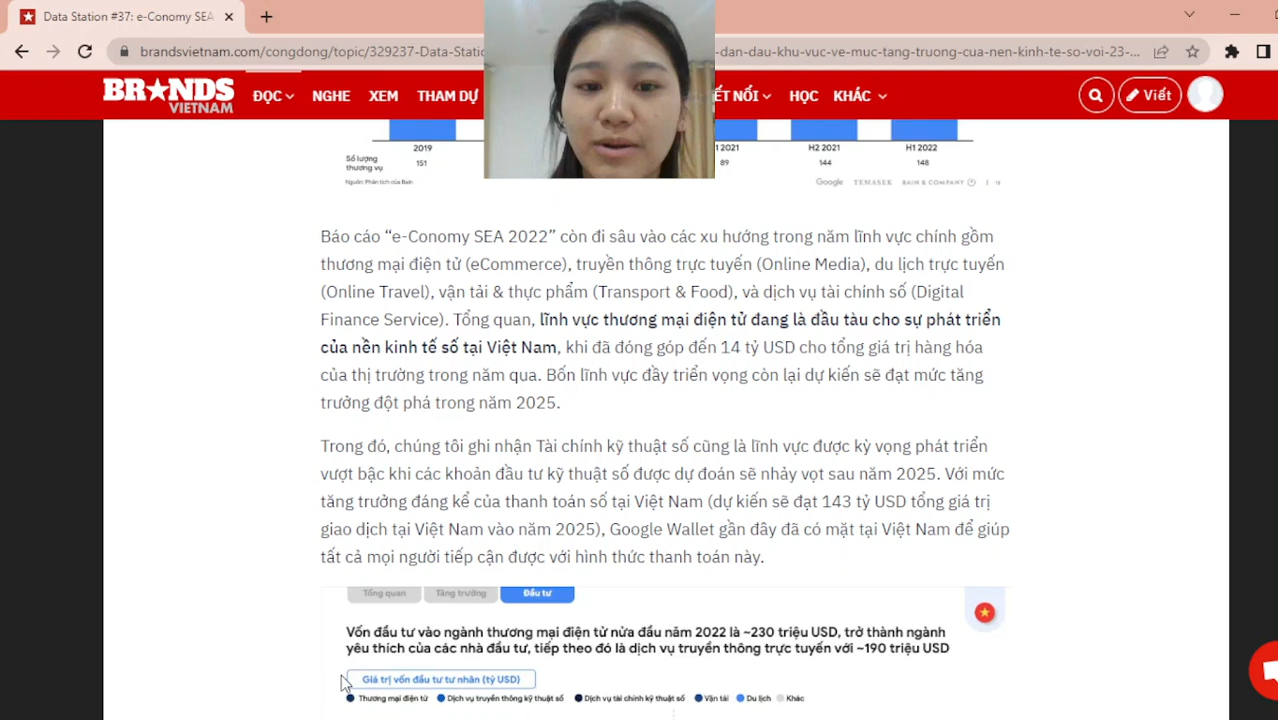 Data Station #37: e-Conomy SEA
brandsvietnam.com/congdong/topic/329237-Data-Stati
-dan-dau-khu-vuc-ve-muc-tang-truong-cua-nen-kinh-te-so-voi-23-...
BRANDS
VIETNAM
ĐỌC NGHE XEM THAM DỰ
ẾT NỐI HỌC KHÁC
Viết
2019 H2 2021 H1 2022
Số lượng
thương vụ
151 89 144 148
Nguồn: Phân tích của Bain
Google TEMASEK BAIN & COMPANY
Báo cáo “e-Conomy SEA 2022” còn đi sâu vào các xu hướng trong năm lĩnh vực chính gồm
thương mại điện tử (eCommerce), truyền thông trực tuyến (Online Media), du lịch trực tuyến
(Online Travel), vận tải & thực phẩm (Transport & Food), và dịch vụ tài chính số (Digital
Finance Service). Tổng quan, lĩnh vực thương mại điện tử đang là đầu tàu cho sự phát triển
của nền kinh tế số tại Việt Nam, khi đã đóng góp đến 14 tỷ USD cho tổng giá trị hàng hóa
của thị trường trong năm qua. Bốn lĩnh vực đầy triển vọng còn lại dự kiến sẽ đạt mức tăng
trưởng đột phá trong năm 2025.
Trong đó, chúng tôi ghi nhận Tài chính kỹ thuật số cũng là lĩnh vực được kỳ vọng phát triển
vượt bậc khi các khoản đầu tư kỹ thuật số được dự đoán sẽ nhảy vọt sau năm 2025. Với mức
tăng trưởng đáng kể của thanh toán số tại Việt Nam (dự kiến sẽ đạt 143 tỷ USD tổng giá trị
giao dịch tại Việt Nam vào năm 2025), Google Wallet gần đây đã có mặt tại Việt Nam để giúp
tất cả mọi người tiếp cận được với hình thức thanh toán này.
Tổng quan Tăng trưởng Đầu tư
Vốn đầu tư vào ngành thương mại điện tử nửa đầu năm 2022 là ~230 triệu USD, trở thành ngành
yêu thích của các nhà đầu tư, tiếp theo đó là dịch vụ truyền thông trực tuyến với ~190 triệu USD
Giá trị vốn đầu tư tư nhân (tỷ USD)
Thương mại điện tử Dịch vụ truyền thông kỹ thuật số Dịch vụ tài chính kỹ thuật số Vận tải Du lịch Khác